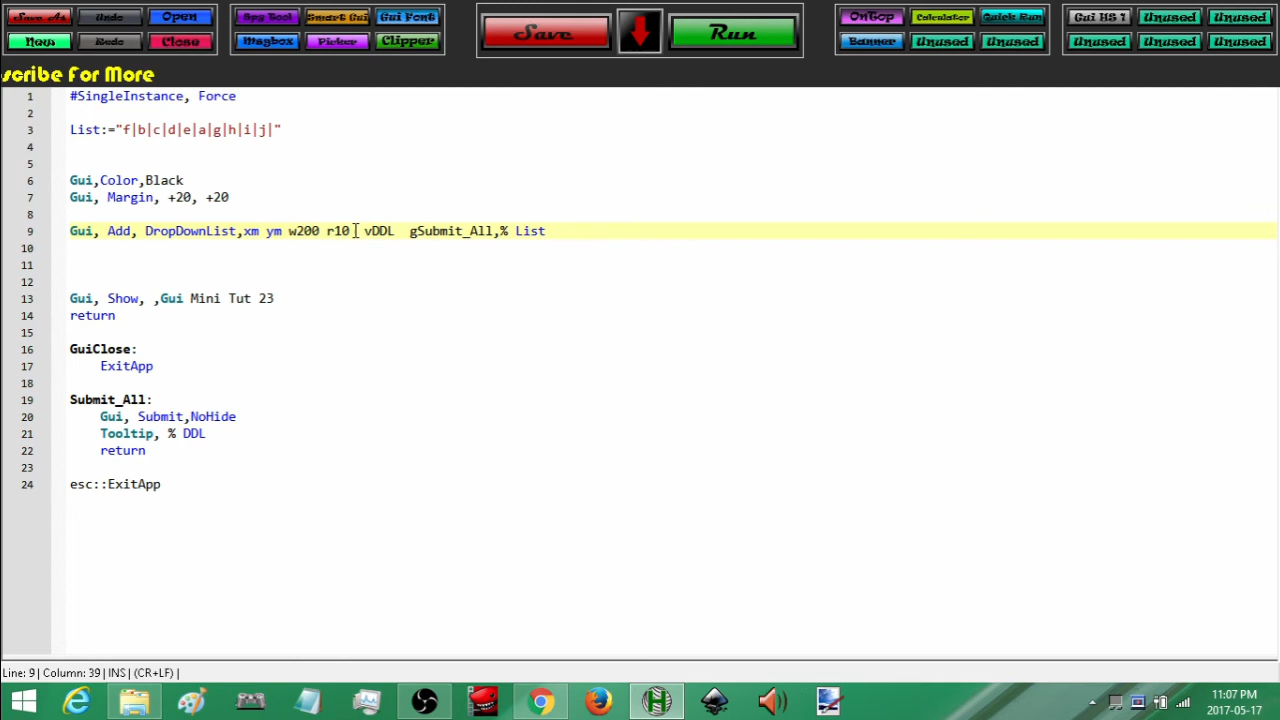 Save As Undo Open Spy Tool Smart Gui Gui Font Save Run OnTop Calculator Quick Run Gui HS 1 Unused Unused
New Redo Close Msgbox Picker Clipper Banner Unused Unused Unused Unused Unused
scribe For More
1 #SingleInstance, Force
2
3 List:="f|b|c|d|e|a|g|h|i|j|"
4
5
6 Gui,Color,Black
7 Gui, Margin, +20, +20
8
9 Gui, Add, DropDownList,xm ym w200 r10  vDDL  gSubmit_All,% List
10
11
12
13 Gui, Show, ,Gui Mini Tut 23
14 return
15
16 GuiClose:
17 ExitApp
18
19 Submit_All:
20 Gui, Submit,NoHide
21 Tooltip, % DDL
22 return
23
24 esc::ExitApp
Line: 9 | Column: 39 | INS | (CR+LF) |
11:07 PM
2017-05-17